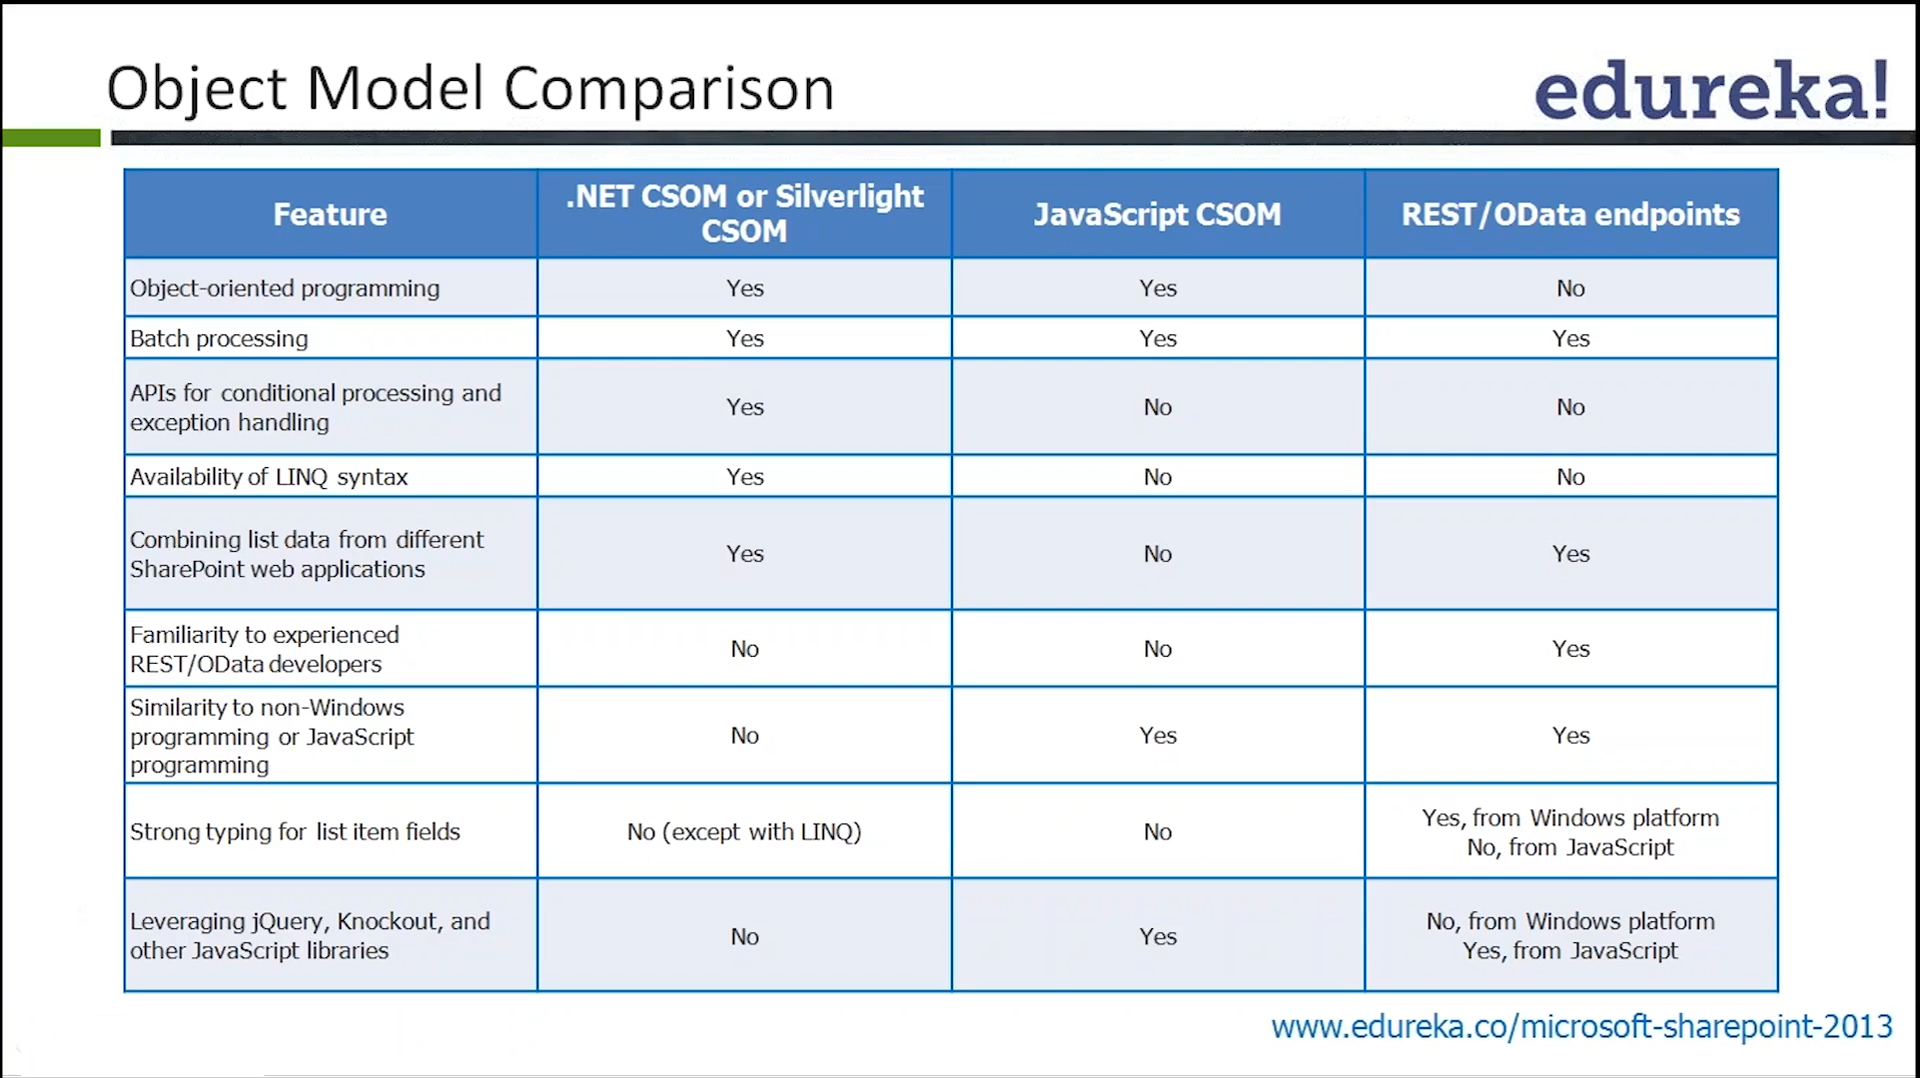 Object Model Comparison
edureka!
Feature
.NET CSOM or Silverlight
CSOM
JavaScript CSOM
REST/OData endpoints
Object-oriented programming
Yes
Yes
No
Batch processing
Yes
Yes
Yes
APIs for conditional processing and
exception handling
Yes
No
No
Availability of LINQ syntax
Yes
No
No
Combining list data from different
SharePoint web applications
Yes
No
Yes
Familiarity to experienced
REST/OData developers
No
No
Yes
Similarity to non-Windows
programming or JavaScript
programming
No
Yes
Yes
Strong typing for list item fields
No (except with LINQ)
No
Yes, from Windows platform
No, from JavaScript
Leveraging jQuery, Knockout, and
other JavaScript libraries
No
Yes
No, from Windows platform
Yes, from JavaScript
www.edureka.co/microsoft-sharepoint-2013